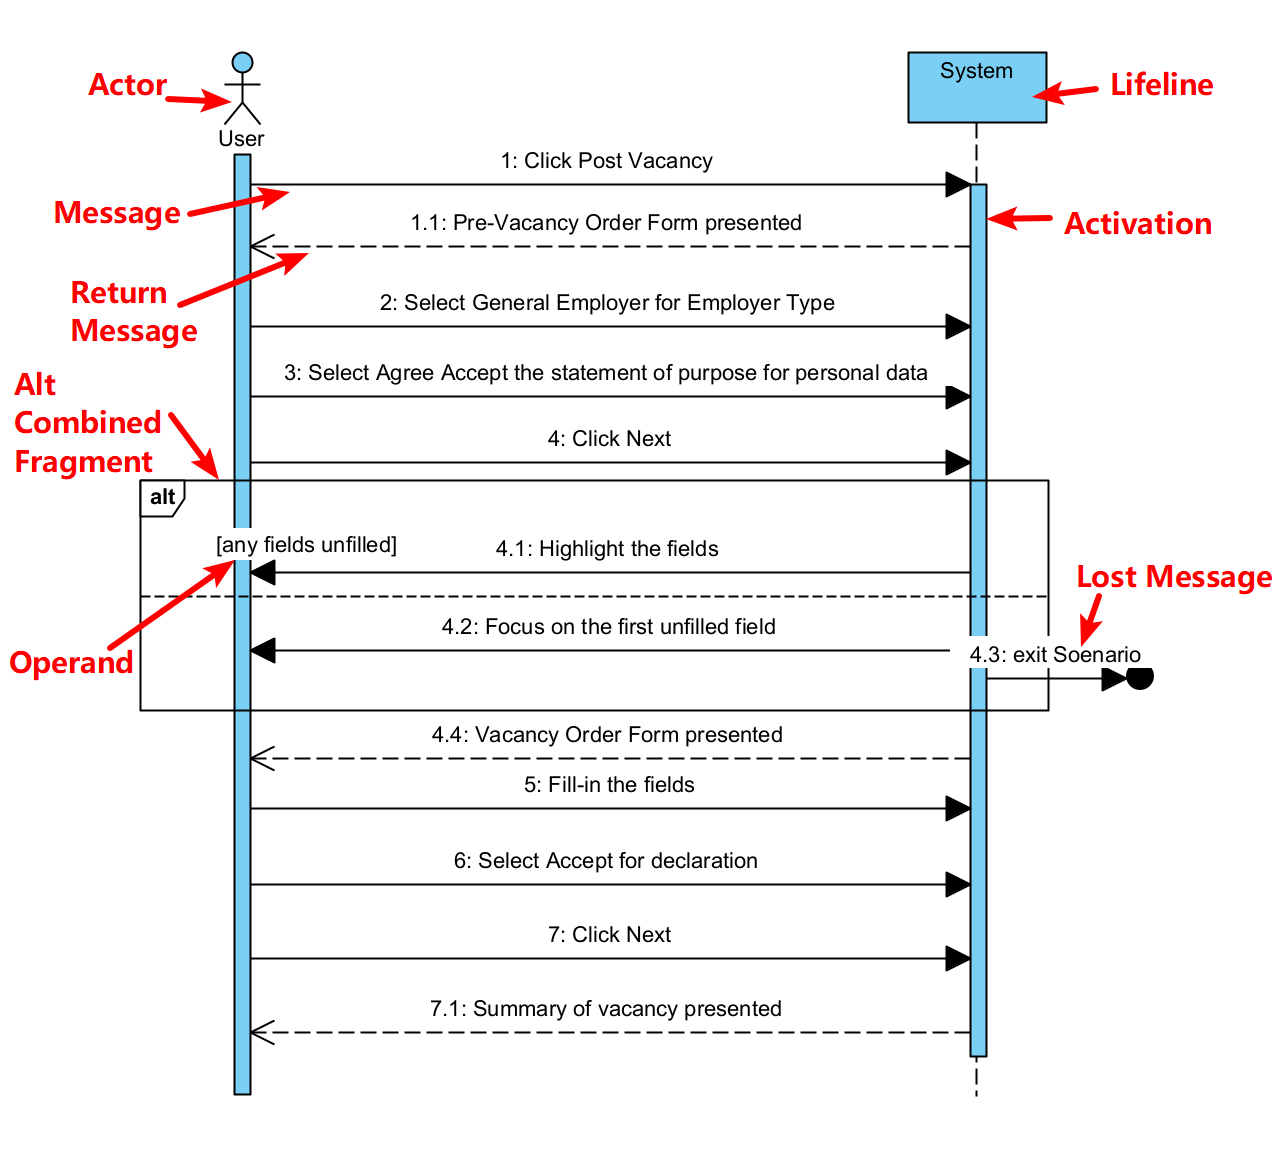 Actor
System
Lifeline
User
1: Click Post Vacancy
Message
1.1: Pre-Vacancy Order Form presented
Activation
Return
Message
2: Select General Employer for Employer Type
3: Select Agree Accept the statement of purpose for personal data
Alt
Combined
Fragment
4: Click Next
alt
[any fields unfilled]
4.1: Highlight the fields
Lost Message
4.2: Focus on the first unfilled field
4.3: exit Soenario
Operand
4.4: Vacancy Order Form presented
5: Fill-in the fields
6: Select Accept for declaration
7: Click Next
7.1: Summary of vacancy presented